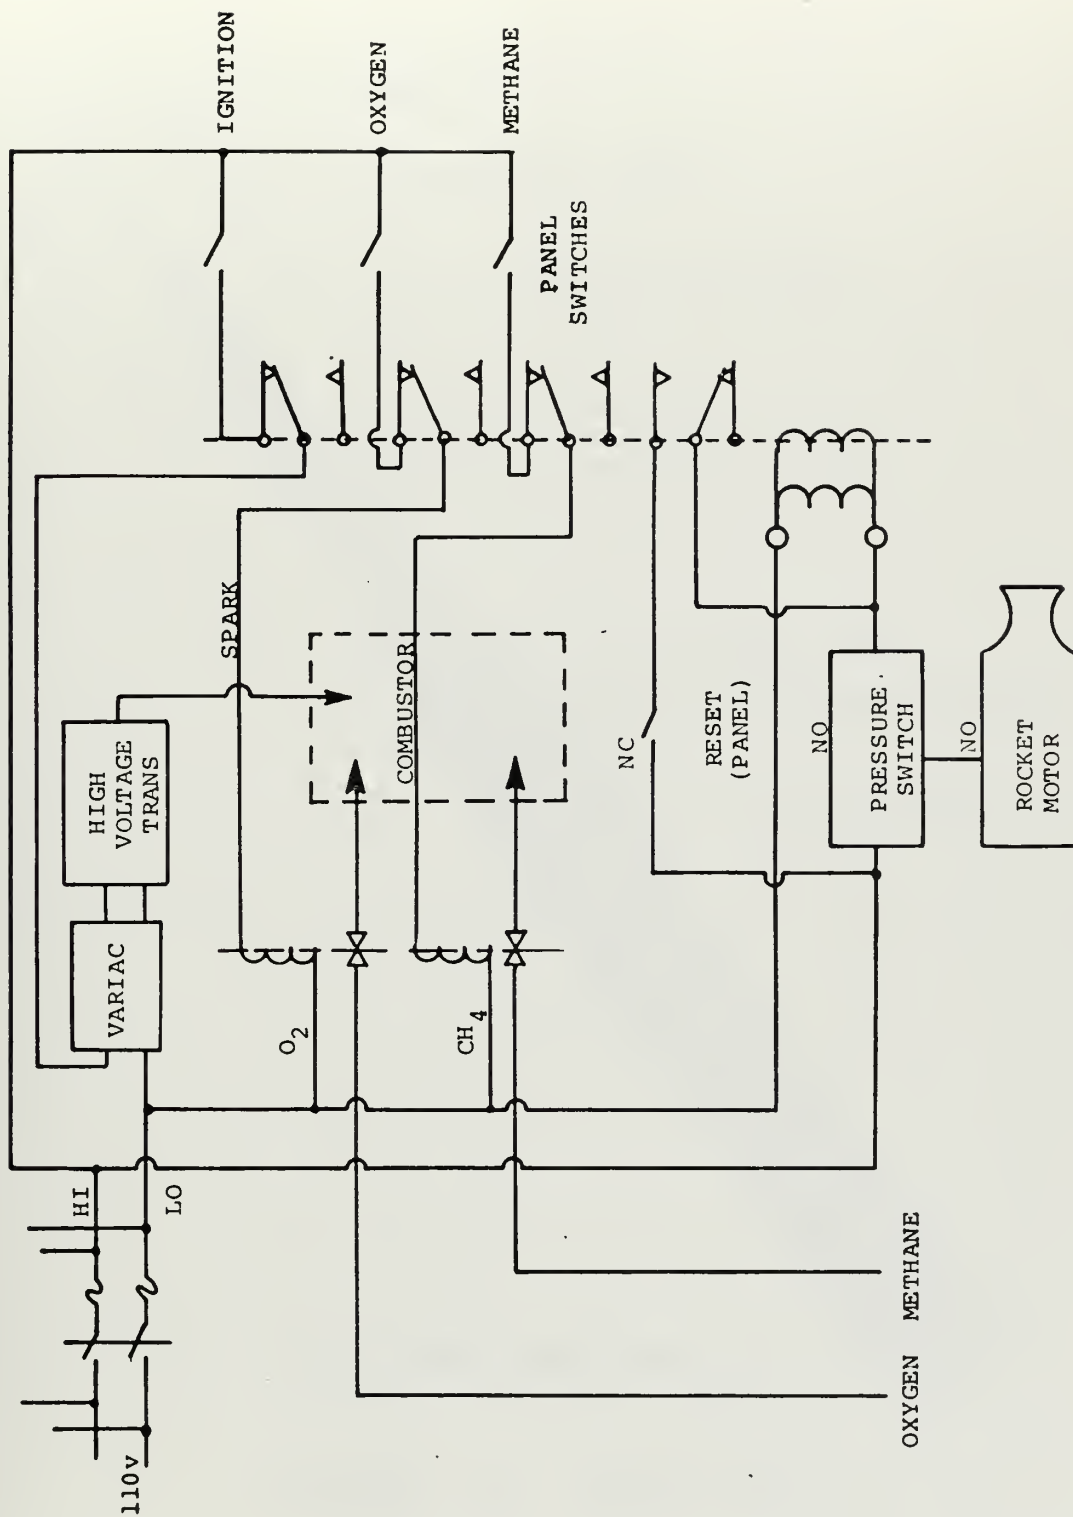 110v
HI
LO
VARIAC
HIGH
VOLTAGE
TRANS
SPARK
IGNITION
OXYGEN
METHANE
PANEL
SWITCHES
O2
CH4
COMBUSTOR
NC
RESET
(PANEL)
NO
PRESSURE
SWITCH
NO
ROCKET
MOTOR
OXYGEN
METHANE